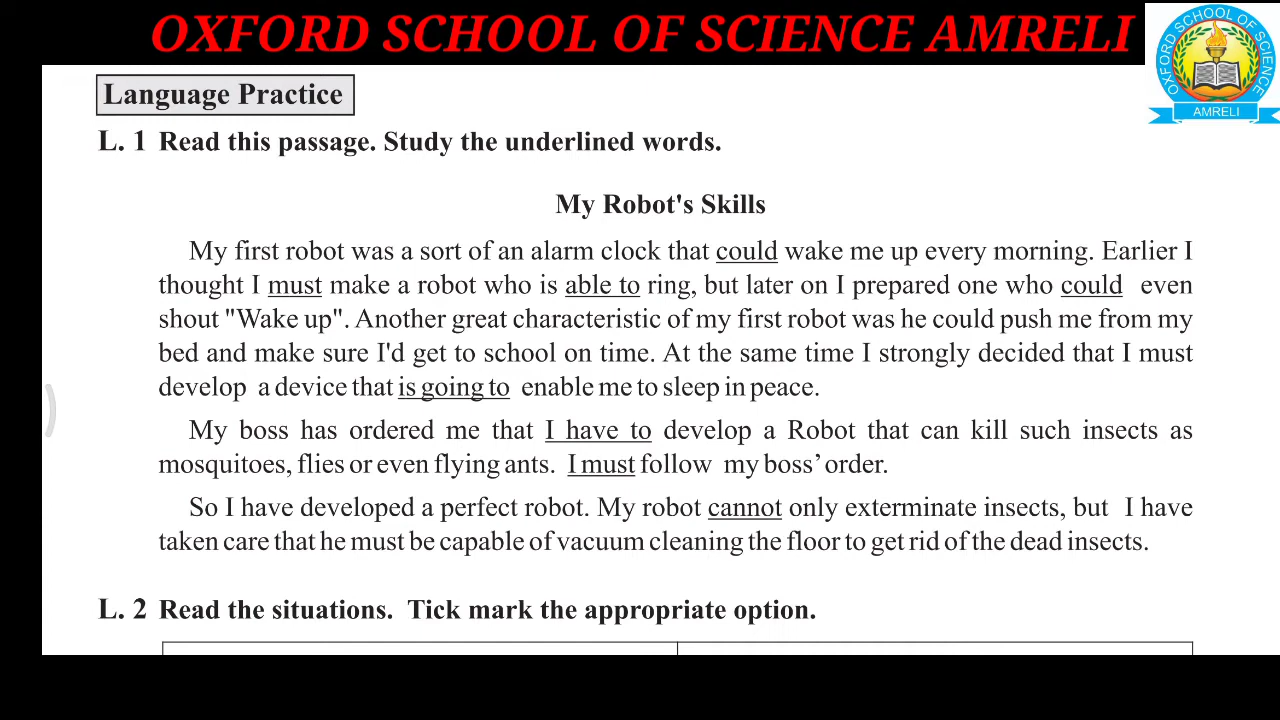 OXFORD SCHOOL OF SCIENCE AMRELI
OXFORD SCHOOL OF SCIENCE
AMRELI
Language Practice
L. 1 Read this passage. Study the underlined words.
My Robot's Skills
My first robot was a sort of an alarm clock that could wake me up every morning. Earlier I
thought I must make a robot who is able to ring, but later on I prepared one who could even
shout "Wake up". Another great characteristic of my first robot was he could push me from my
bed and make sure I'd get to school on time. At the same time I strongly decided that I must
develop a device that is going to enable me to sleep in peace.
My boss has ordered me that I have to develop a Robot that can kill such insects as
mosquitoes, flies or even flying ants. I must follow my boss’ order.
So I have developed a perfect robot. My robot cannot only exterminate insects, but I have
taken care that he must be capable of vacuum cleaning the floor to get rid of the dead insects.
L. 2 Read the situations. Tick mark the appropriate option.